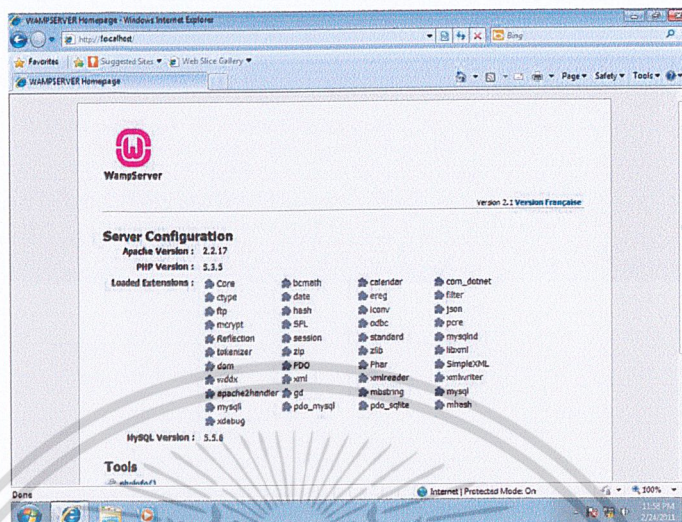 WAMPSERVER Homepage - Windows Internet Explorer
http://localhost
Bing
Favorites Suggested Sites Web Slice Gallery
WAMPSERVER Homepage
Page Safety Tools
WampServer
Version 2.1 Version Française
Server Configuration
Apache Version : 2.2.17
PHP Version : 5.3.5
Loaded Extensions : Core bcmath calendar com_dotnet
ctype date ereg filter
ftp hash iconv json
mcrypt SPL odbc pcre
Reflection session standard mysqlnd
tokenizer zip zlib libxml
dom PDO Phar SimpleXML
wddx xml xmlreader xmlwriter
apache2handler gd mbstring mysql
mysqli pdo_mysql pdo_sqlite mhash
xdebug
MySQL Version : 5.5.8
Tools
phpinfo()
Done Internet | Protected Mode: On 100%
11:58 PM
2/24/2011